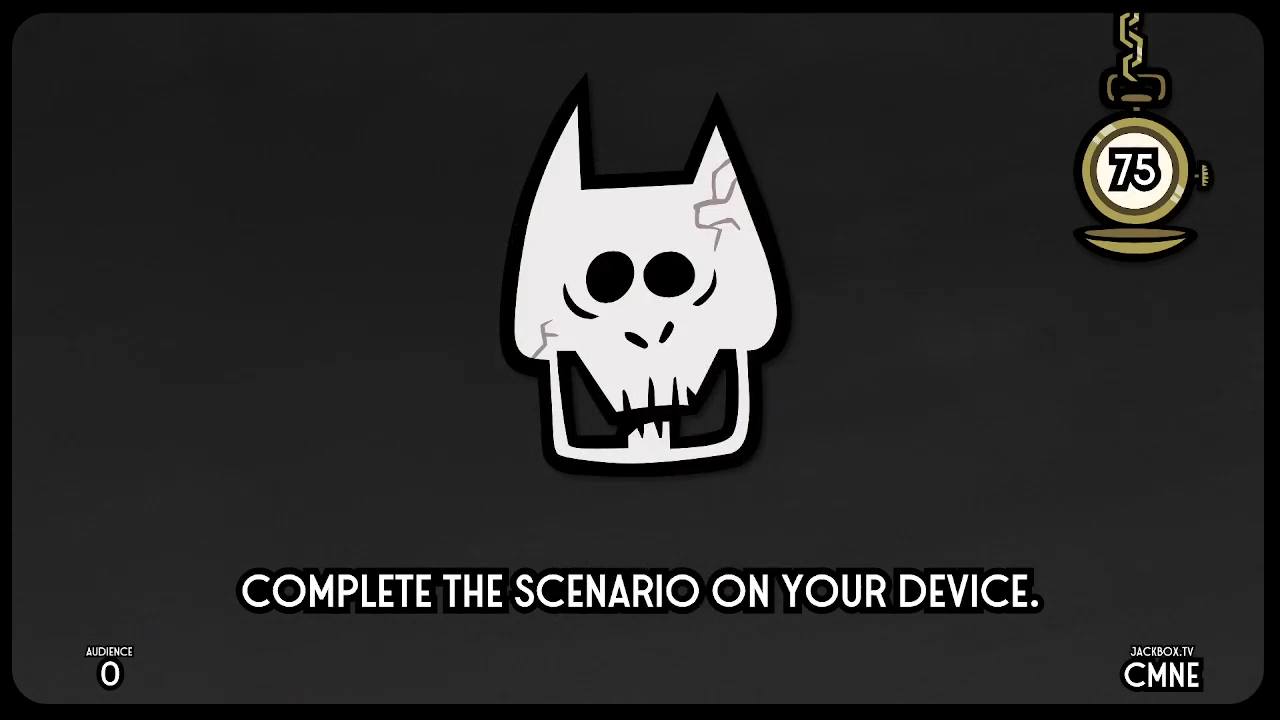 75
COMPLETE THE SCENARIO ON YOUR DEVICE.
AUDIENCE
0
JACKBOX.TV
CMNE